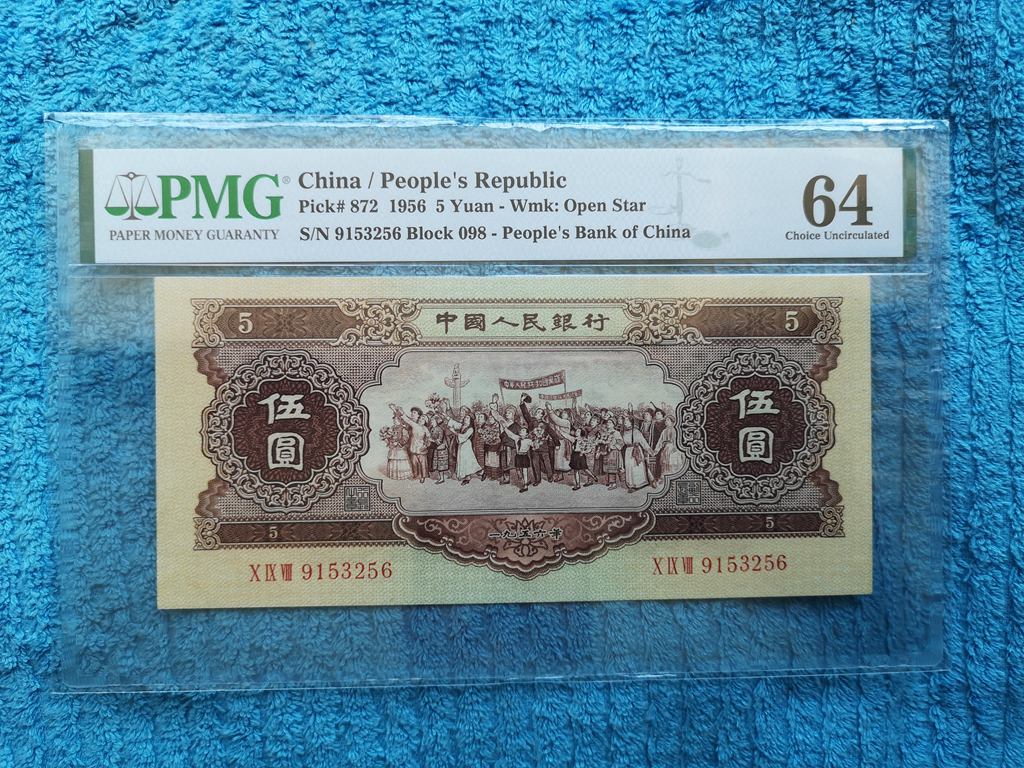 PMG®
PAPER MONEY GUARANTY
China / People's Republic
Pick# 872 1956 5 Yuan - Wmk: Open Star
S/N 9153256 Block 098 - People's Bank of China
64
Choice Uncirculated
5 中國人民銀行 5
伍圓
伍圓
5 5
一九五六年
X IX VIII 9153256
X IX VIII 9153256